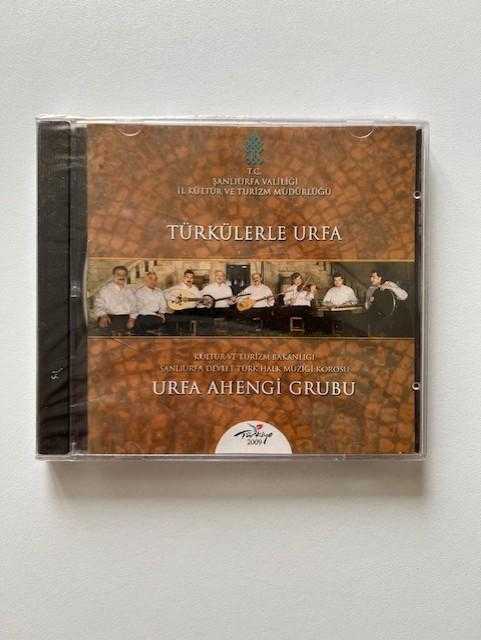 T.C.
ŞANLIURFA VALİLİĞİ
İL KÜLTÜR VE TURİZM MÜDÜRLÜĞÜ
TÜRKÜLERLE URFA
KÜLTÜR VE TURİZM BAKANLIĞI
ŞANLIURFA DEVLET TÜRK HALK MÜZİĞİ KOROSU
URFA AHENGİ GRUBU
Türkiye
2009